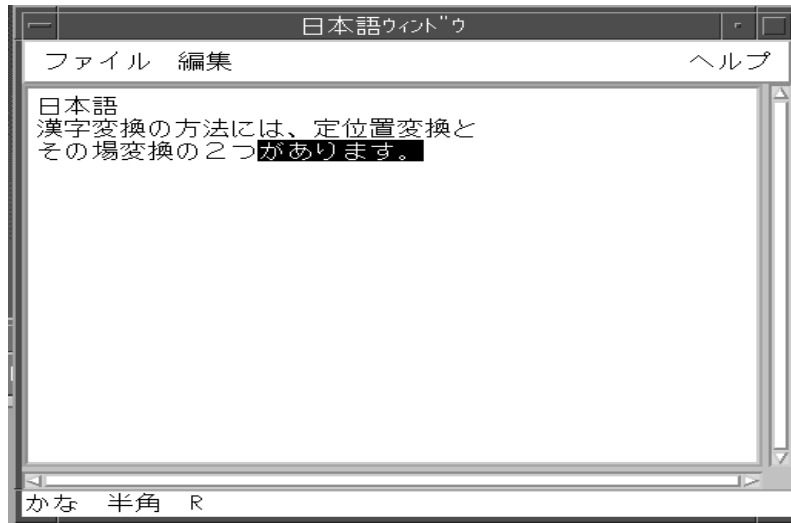 日本語ｳｨﾝﾄﾞｳ
ファイル 編集 ヘルプ
日本語
漢字変換の方法には、定位置変換と
その場変換の２つがあります。
かな 半角 R